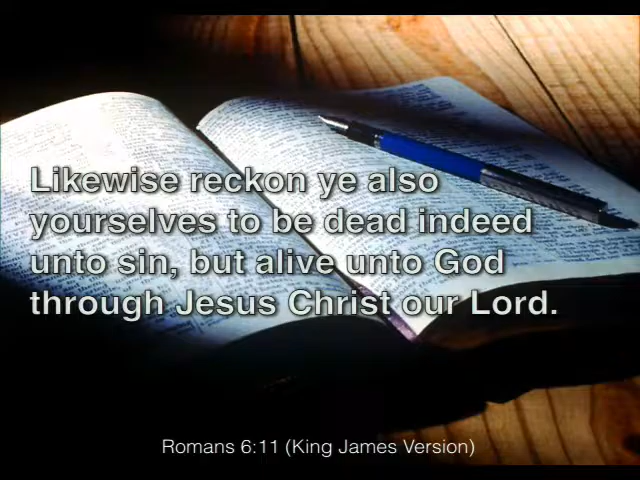 Likewise reckon ye also
yourselves to be dead indeed
unto sin, but alive unto God
through Jesus Christ our Lord.
Romans 6:11 (King James Version)